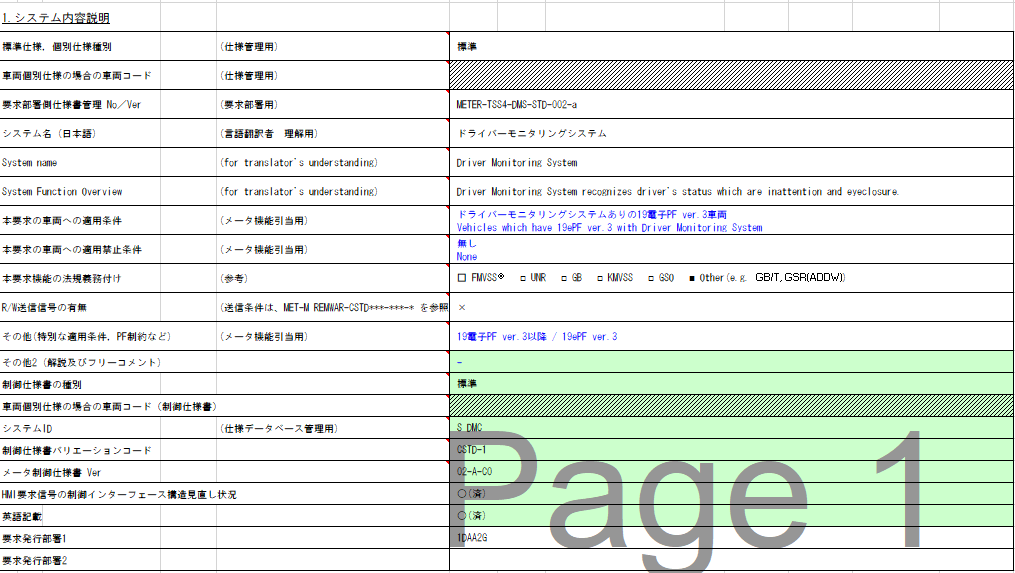 1. システム内容説明
標準仕様, 個別仕様種別 (仕様管理用) 標準
車両個別仕様の場合の車両コード (仕様管理用)
要求部署側仕様書管理 No／Ver (要求部署用) METER-TSS4-DMS-STD-002-a
システム名 (日本語) (言語翻訳者 理解用) ドライバーモニタリングシステム
System name (for translator's understanding) Driver Monitoring System
System Function Overview (for translator's understanding) Driver Monitoring System recognizes driver's status which are inattention and eyeclosure.
本要求の車両への適用条件 (メータ機能引当用) ドライバーモニタリングシステムありの19電子PF ver.3車両
Vehicles which have 19ePF ver.3 with Driver Monitoring System
本要求の車両への適用禁止条件 (メータ機能引当用) 無し
None
本要求機能の法規義務付け (参考) □ FMVSS※ □ UNR □ GB □ KMVSS □ GSO ■ Other(e.g. GB/T, GSR(ADDW))
R/W送信信号の有無 (送信条件は、MET-M_REMWAR-CSTD***-***-* を参照 ×
その他(特別な適用条件, PF制約など) (メータ機能引当用) 19電子PF ver.3以降 / 19ePF ver.3
その他2 (解説及びフリーコメント) -
制御仕様書の種別 標準
車両個別仕様の場合の車両コード (制御仕様書)
システムID (仕様データベース管理用) S_DMC
制御仕様書バリエーションコード CSTD-1
メータ制御仕様書 Ver 02-A-C0
HMI要求信号の制御インターフェース構造見直し状況 ○(済)
英語記載 ○(済)
要求発行部署1 1DAA2G
要求発行部署2
Page 1